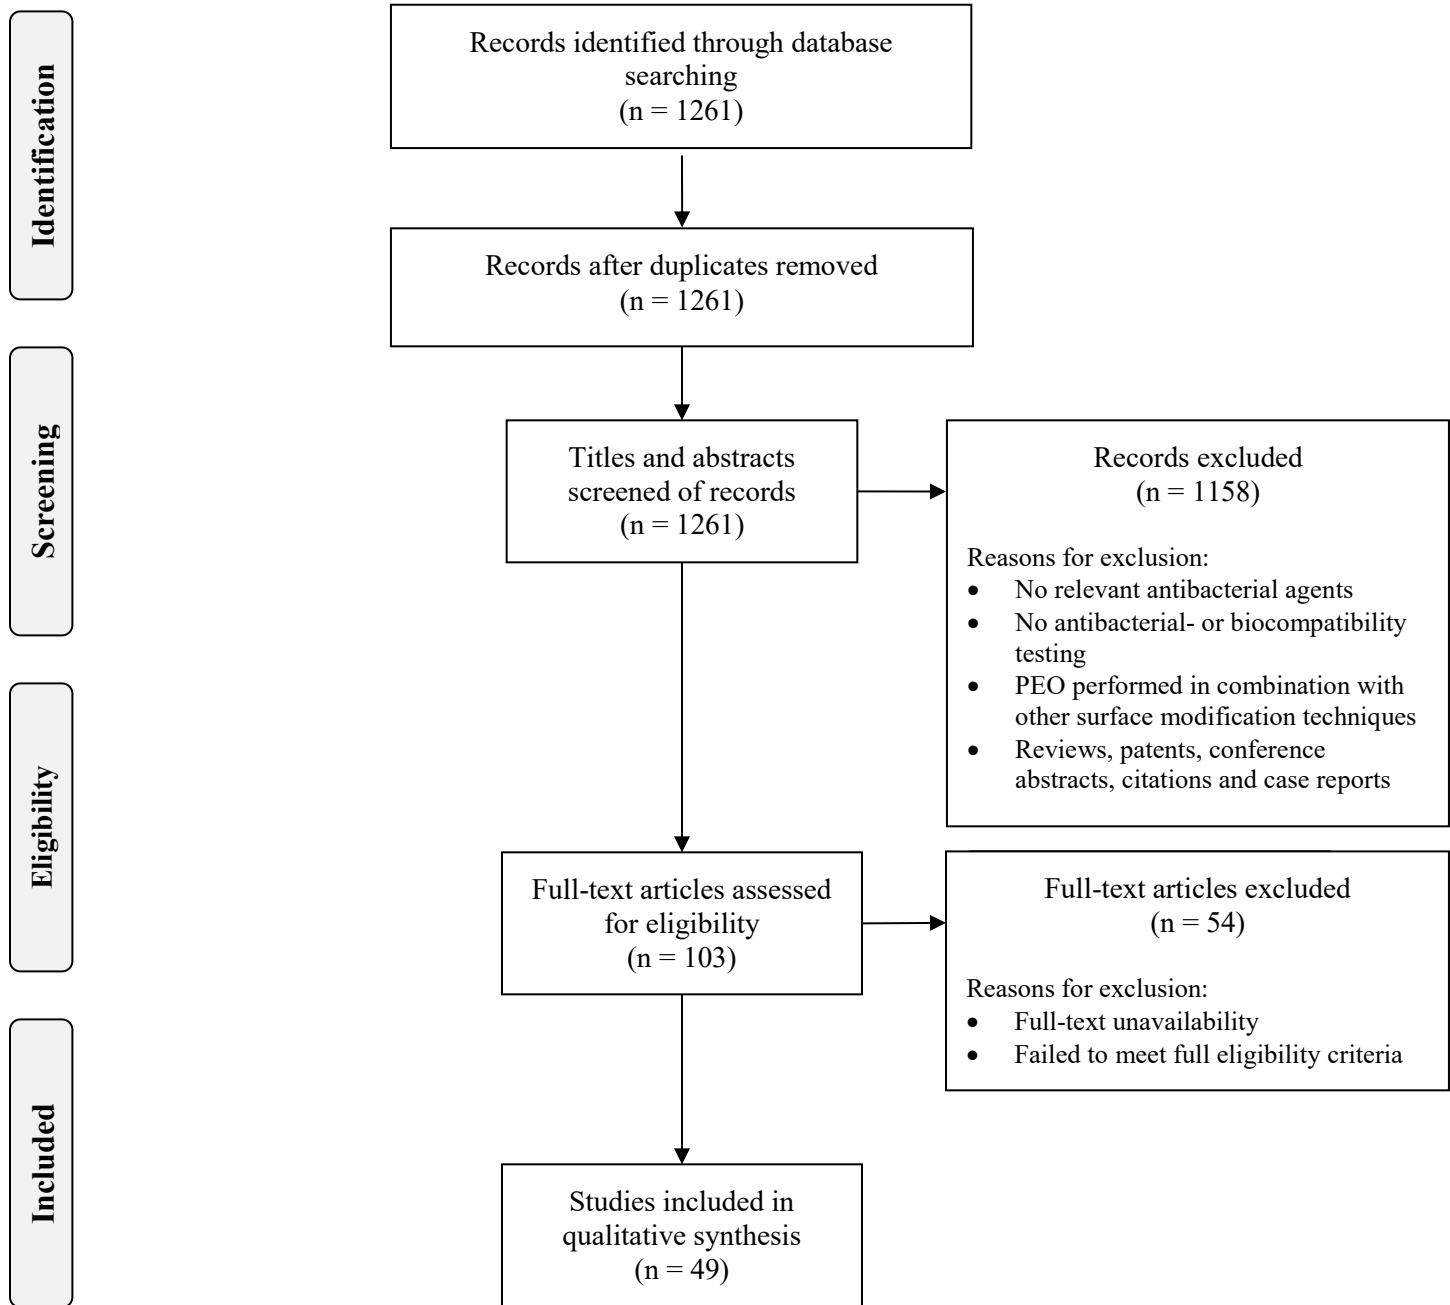 Identification
Records identified through database
searching
(n = 1261)
Records after duplicates removed
(n = 1261)
Screening
Titles and abstracts
screened of records
(n = 1261)
Records excluded
(n = 1158)
Reasons for exclusion:
• No relevant antibacterial agents
• No antibacterial- or biocompatibility
testing
• PEO performed in combination with
other surface modification techniques
• Reviews, patents, conference
abstracts, citations and case reports
Eligibility
Full-text articles assessed
for eligibility
(n = 103)
Full-text articles excluded
(n = 54)
Reasons for exclusion:
• Full-text unavailability
• Failed to meet full eligibility criteria
Included
Studies included in
qualitative synthesis
(n = 49)